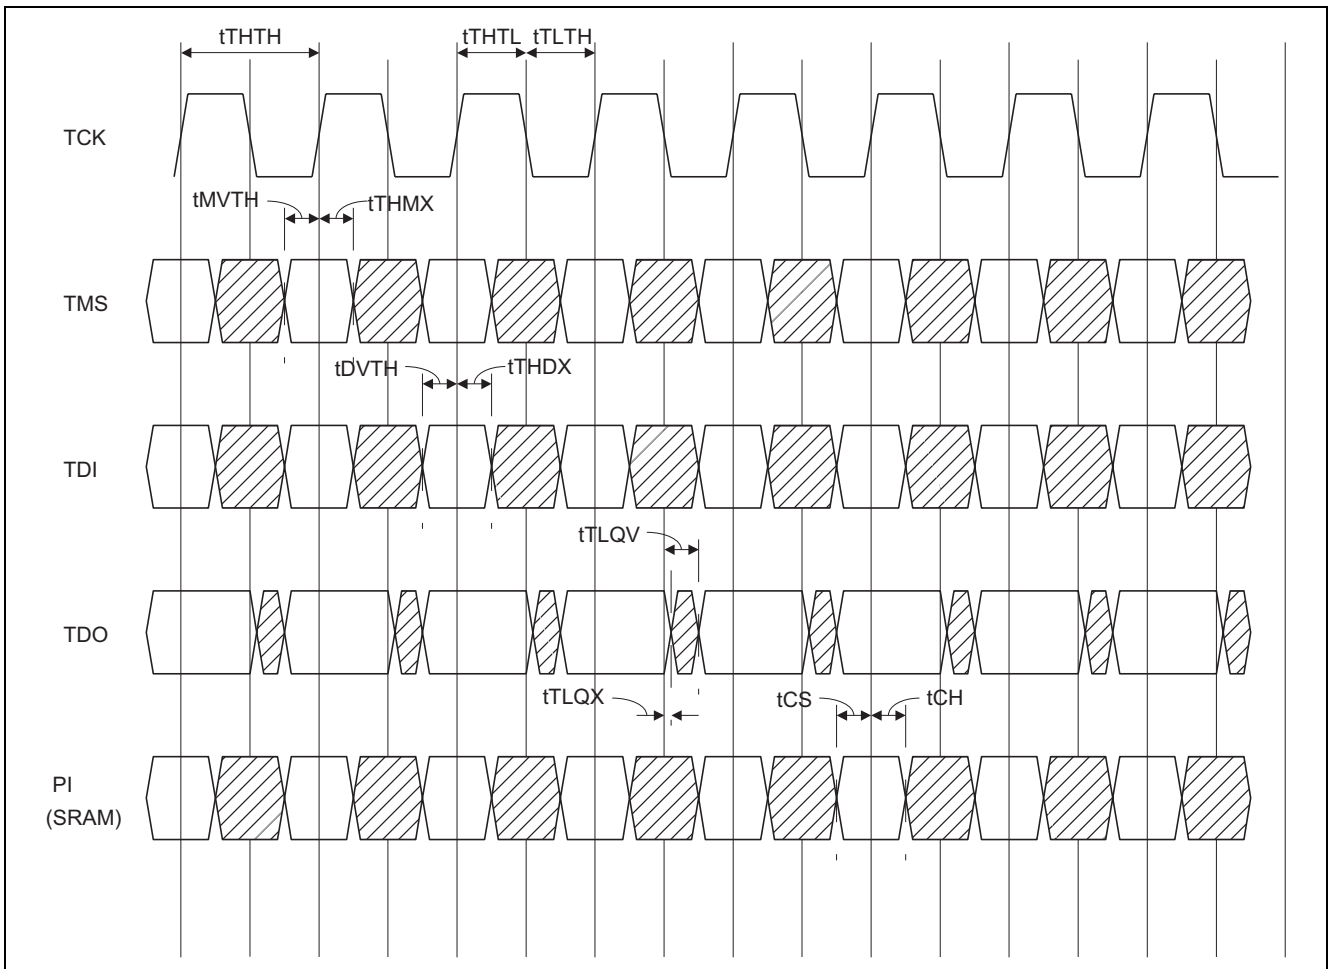 tTHTH
tTHTL
tTLTH
TCK
tMVTH
tTHMX
TMS
tDVTH
tTHDX
TDI
tTLQV
TDO
tTLQX
tCS
tCH
PI
(SRAM)